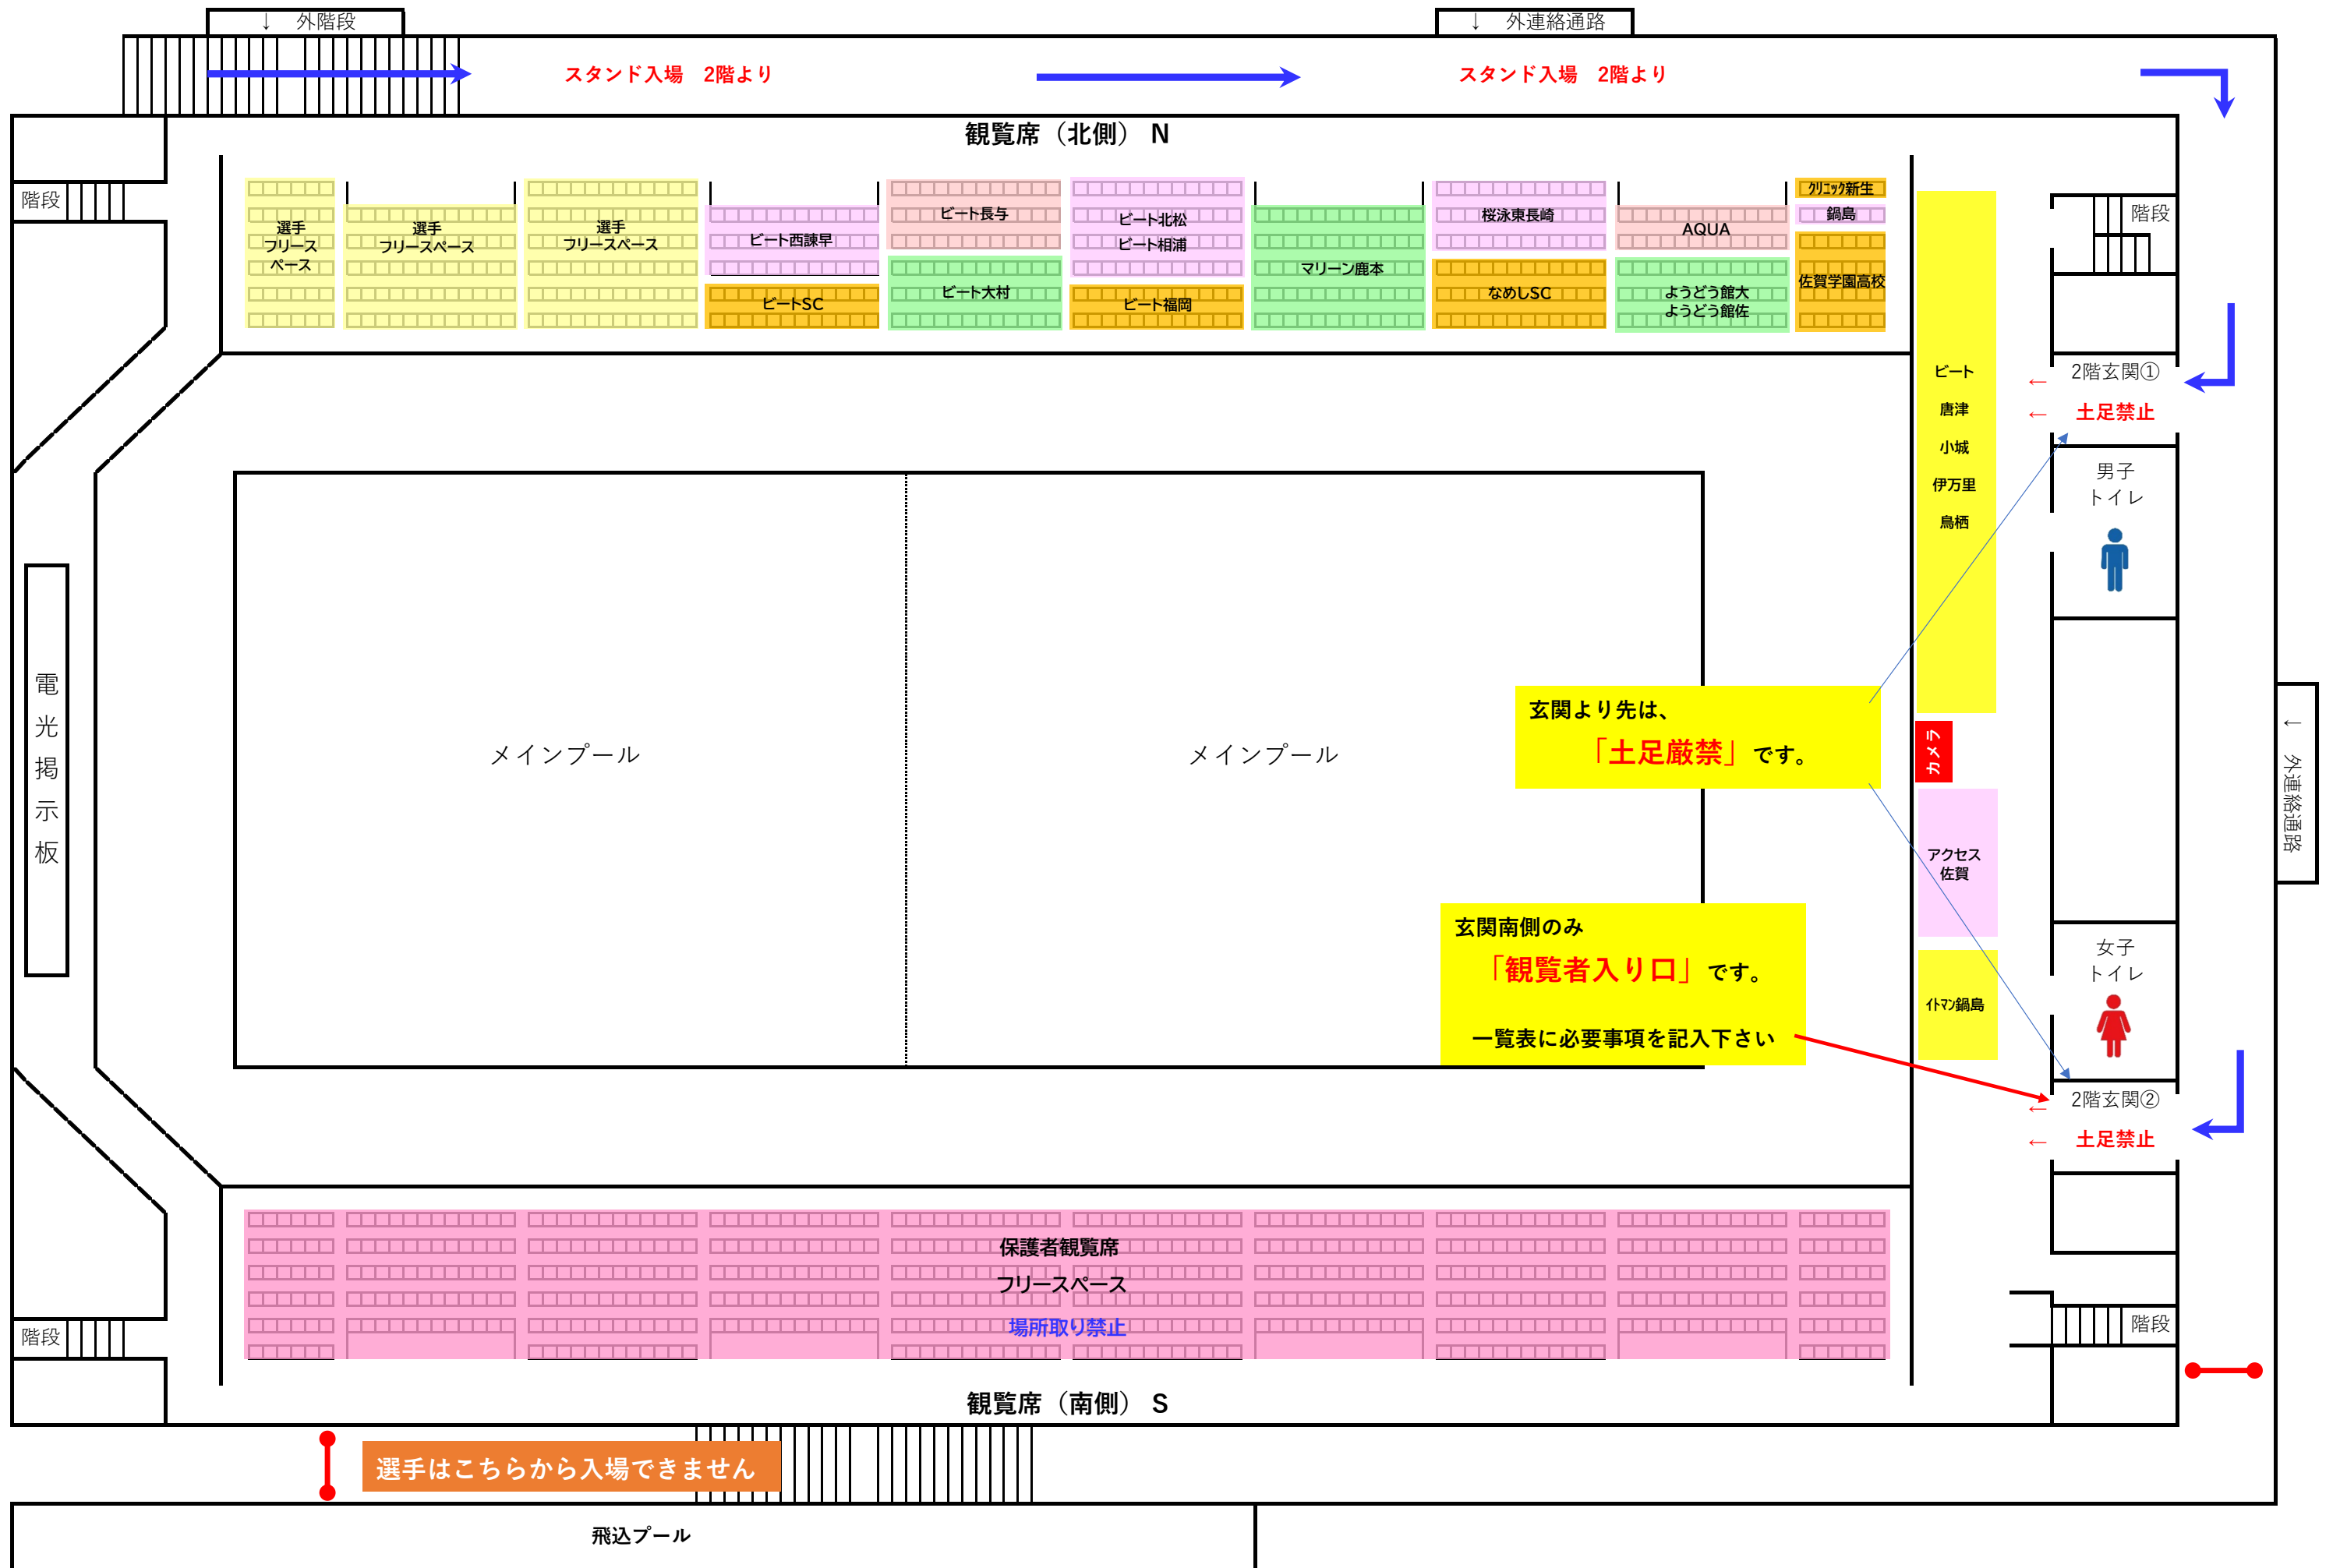 ↓ 外階段
↓ 外連絡通路
スタンド入場 2階より
スタンド入場 2階より
観覧席（北側） N
階段
選手
フリース
ペース
選手
フリースペース
選手
フリースペース
ビート西諫早
ビートSC
ビート長与
ビート大村
ビート北松
ビート相浦
ビート福岡
マリーン鹿本
桜泳東長崎
なめしSC
AQUA
ようどう館大
ようどう館佐
ｸﾘﾆｯｸ新生
鍋島
佐賀学園高校
階段
ビート
唐津
小城
伊万里
鳥栖
← 2階玄関①
← 土足禁止
男子
トイレ
電光掲示板
メインプール
メインプール
玄関より先は、
「土足厳禁」です。
カメラ
アクセス
佐賀
← 外連絡通路
玄関南側のみ
「観覧者入り口」です。
一覧表に必要事項を記入下さい
ｲﾄﾏﾝ鍋島
女子
トイレ
← 2階玄関②
← 土足禁止
保護者観覧席
フリースペース
場所取り禁止
階段
階段
観覧席（南側） S
選手はこちらから入場できません
飛込プール